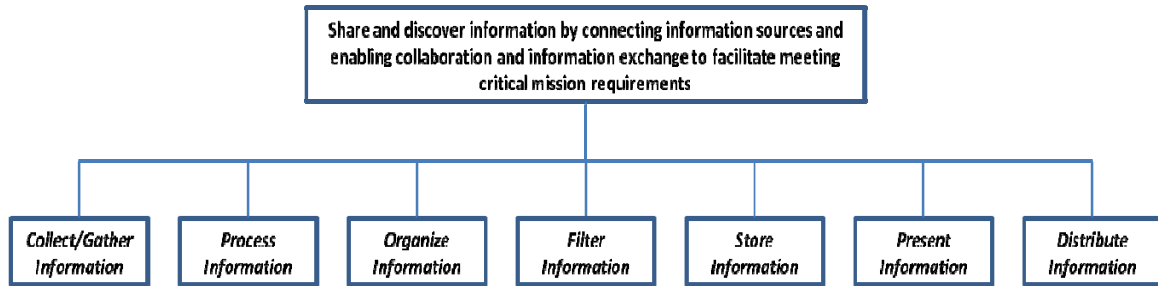 Share and discover information by connecting information sources and
enabling collaboration and information exchange to facilitate meeting
critical mission requirements
Collect/Gather
Information
Process
Information
Organize
Information
Filter
Information
Store
Information
Present
Information
Distribute
Information